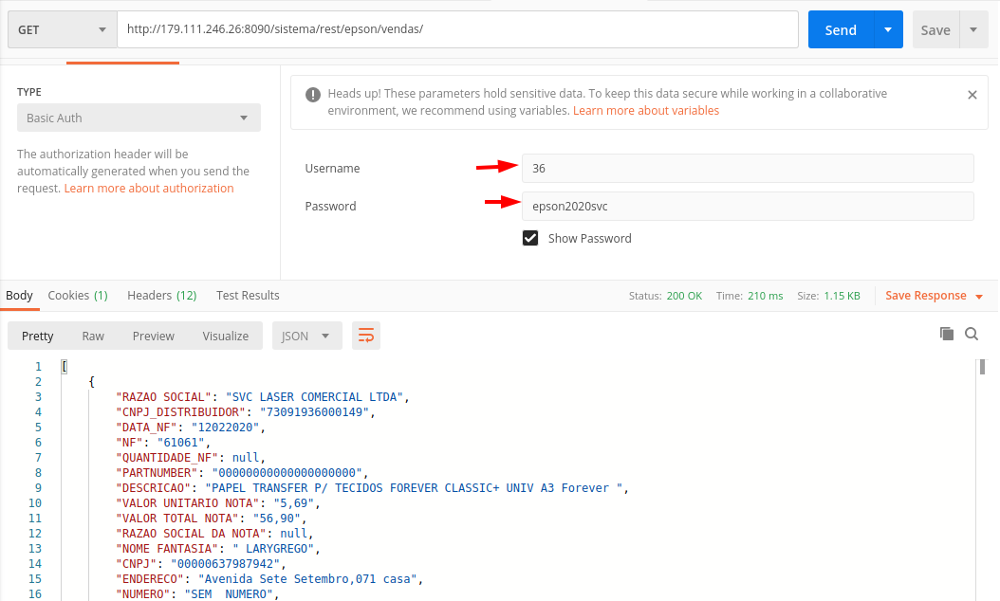 GET
http://179.111.246.26:8090/sistema/rest/epson/vendas/
Send
Save
TYPE
Basic Auth
The authorization header will be
automatically generated when you send the
request. Learn more about authorization
Heads up! These parameters hold sensitive data. To keep this data secure while working in a collaborative
environment, we recommend using variables. Learn more about variables
Username
36
Password
epson2020svc
Show Password
Body Cookies (1) Headers (12) Test Results
Status: 200 OK Time: 210 ms Size: 1.15 KB Save Response
Pretty Raw Preview Visualize JSON
1 [
2 {
3 "RAZAO SOCIAL": "SVC LASER COMERCIAL LTDA",
4 "CNPJ_DISTRIBUIDOR": "73091936000149",
5 "DATA_NF": "12022020",
6 "NF": "61061",
7 "QUANTIDADE_NF": null,
8 "PARTNUMBER": "00000000000000000000",
9 "DESCRICAO": "PAPEL TRANSFER P/ TECIDOS FOREVER CLASSIC+ UNIV A3 Forever ",
10 "VALOR UNITARIO NOTA": "5,69",
11 "VALOR TOTAL NOTA": "56,90",
12 "RAZAO SOCIAL DA NOTA": null,
13 "NOME FANTASIA": " LARYGREGO",
14 "CNPJ": "00000637987942",
15 "ENDERECO": "Avenida Sete Setembro,071 casa",
16 "NUMERO": "SEM  NUMERO",